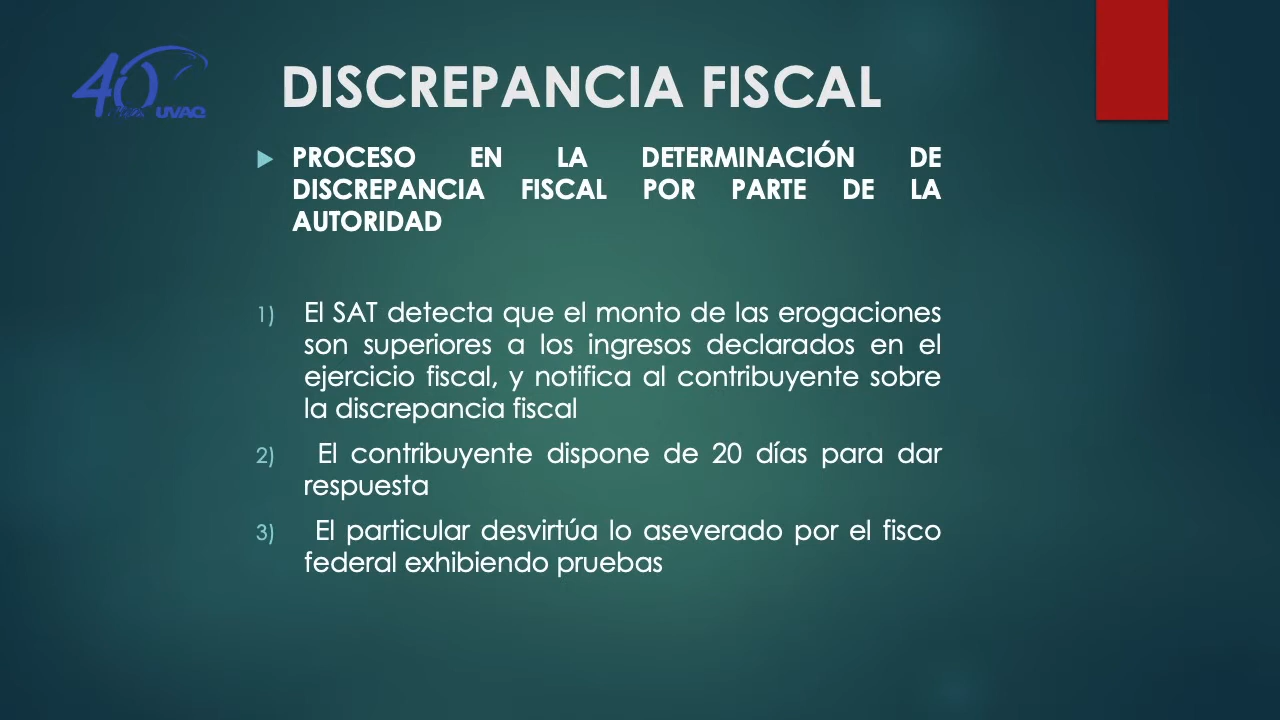 40
UVAQ
DISCREPANCIA FISCAL
PROCESO EN LA DETERMINACIÓN DE
DISCREPANCIA FISCAL POR PARTE DE LA
AUTORIDAD
1) El SAT detecta que el monto de las erogaciones
son superiores a los ingresos declarados en el
ejercicio fiscal, y notifica al contribuyente sobre
la discrepancia fiscal
2) El contribuyente dispone de 20 días para dar
respuesta
3) El particular desvirtúa lo aseverado por el fisco
federal exhibiendo pruebas